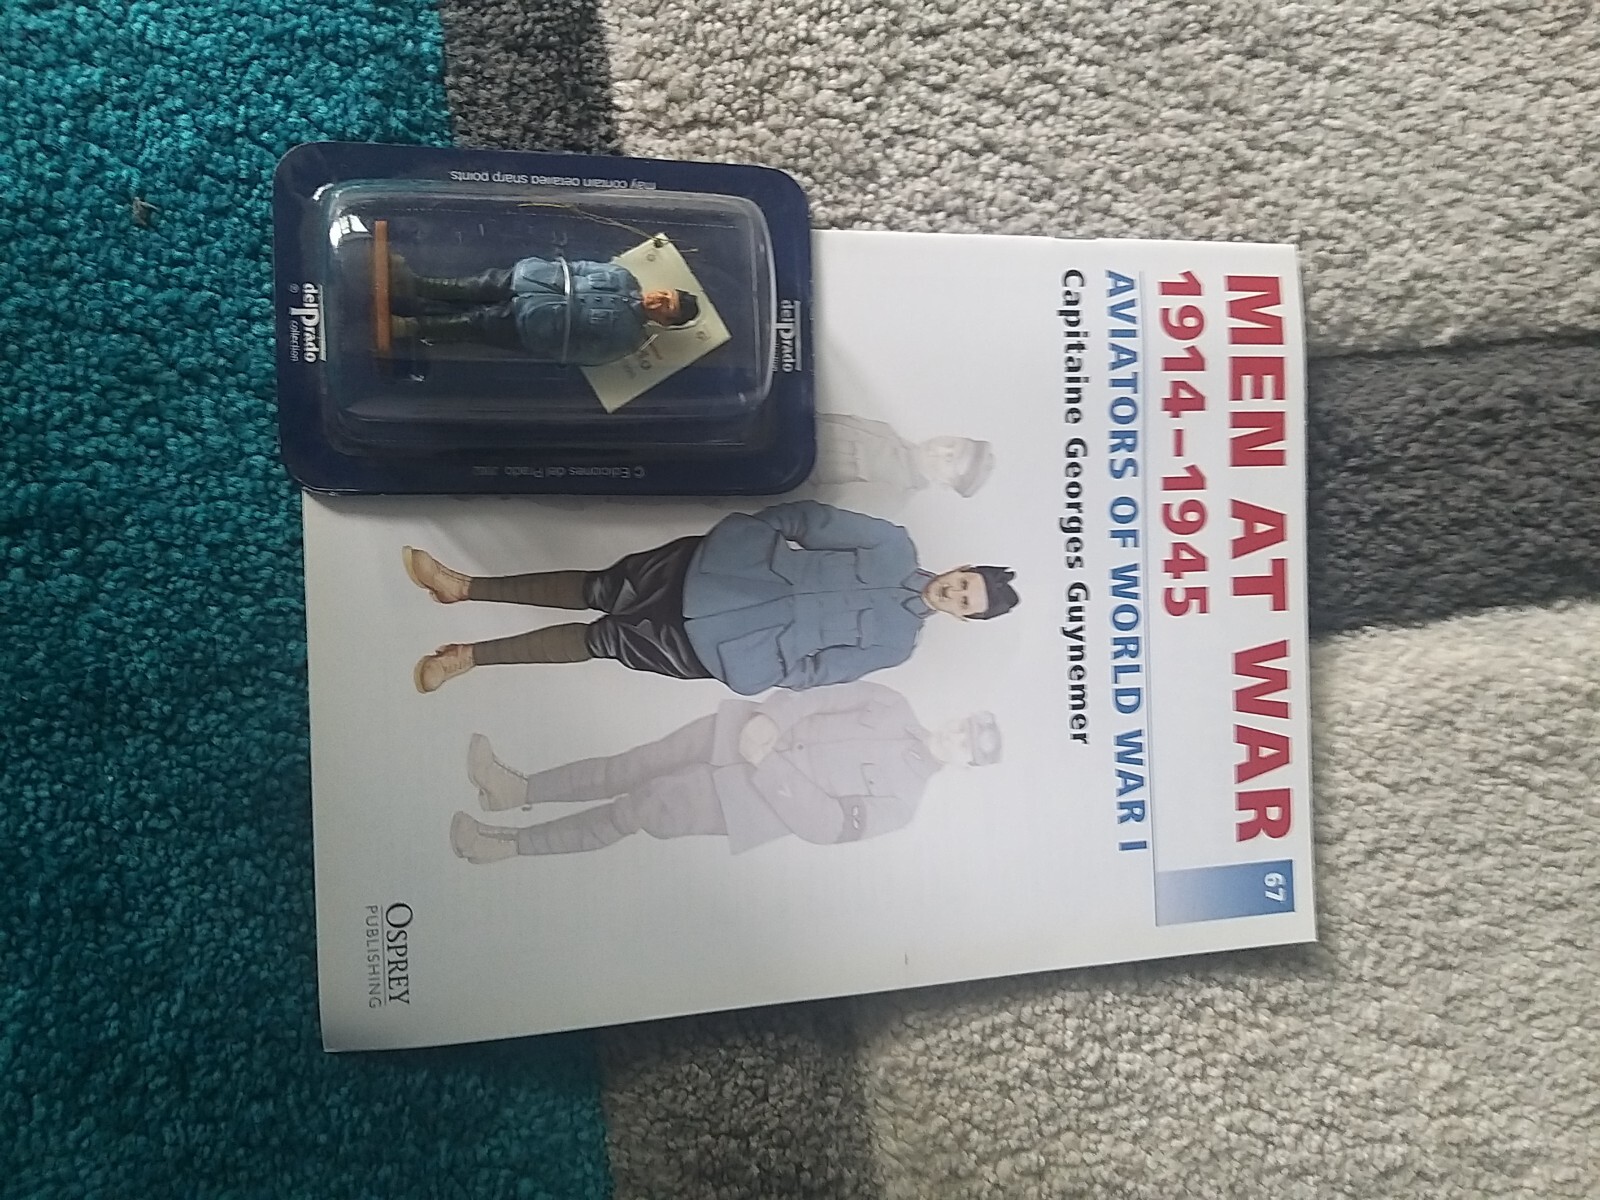 MEN AT WAR
67
1914–1945
AVIATORS OF WORLD WAR I
Capitaine Georges Guynemer
OSPREY
PUBLISHING
delPrado
delPrado
® collection
may contain detailed sharp points
C Ediciones del Prado